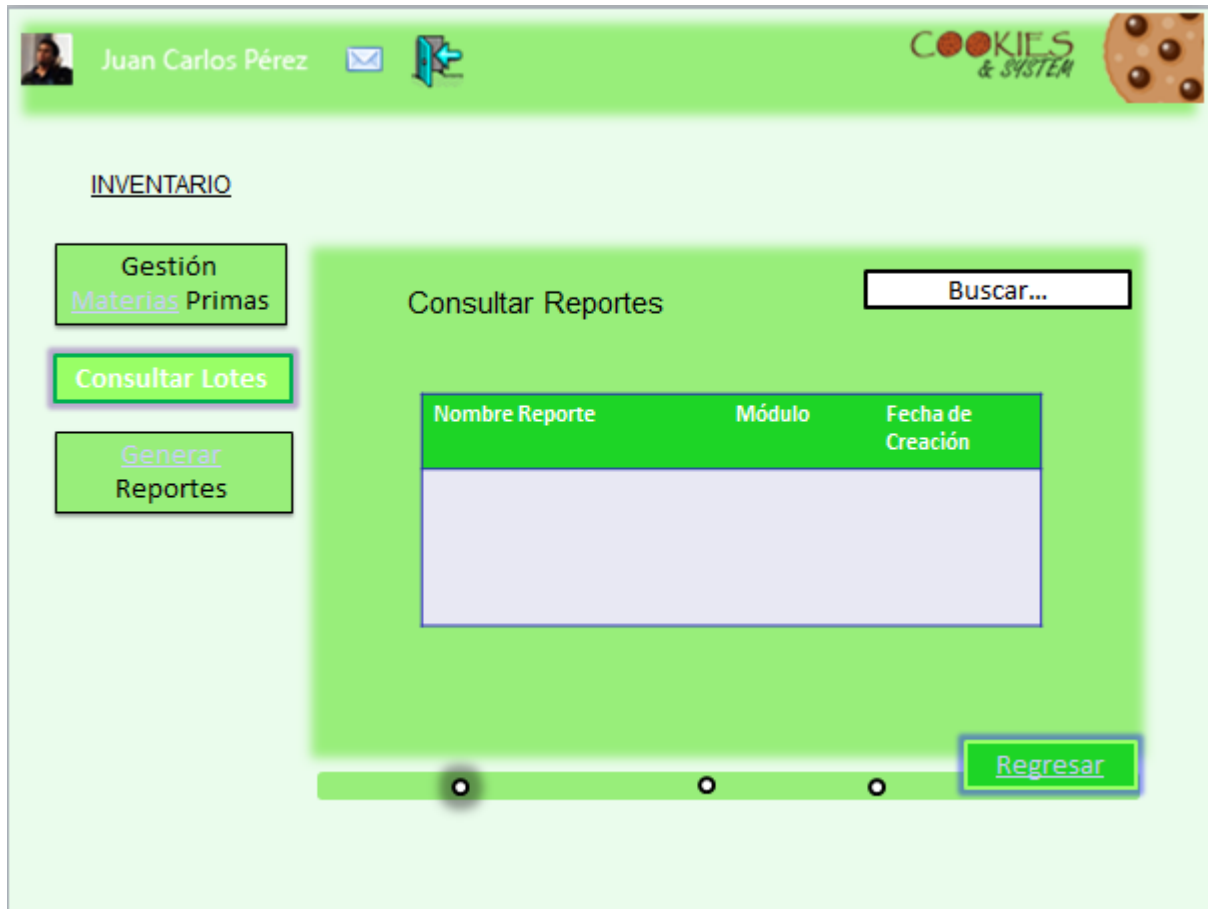 Juan Carlos Pérez
COOKIES
& SYSTEM
INVENTARIO
Gestión
Materias Primas
Consultar Lotes
Generar
Reportes
Consultar Reportes
Buscar...
Nombre Reporte Módulo Fecha de
Creación
Regresar